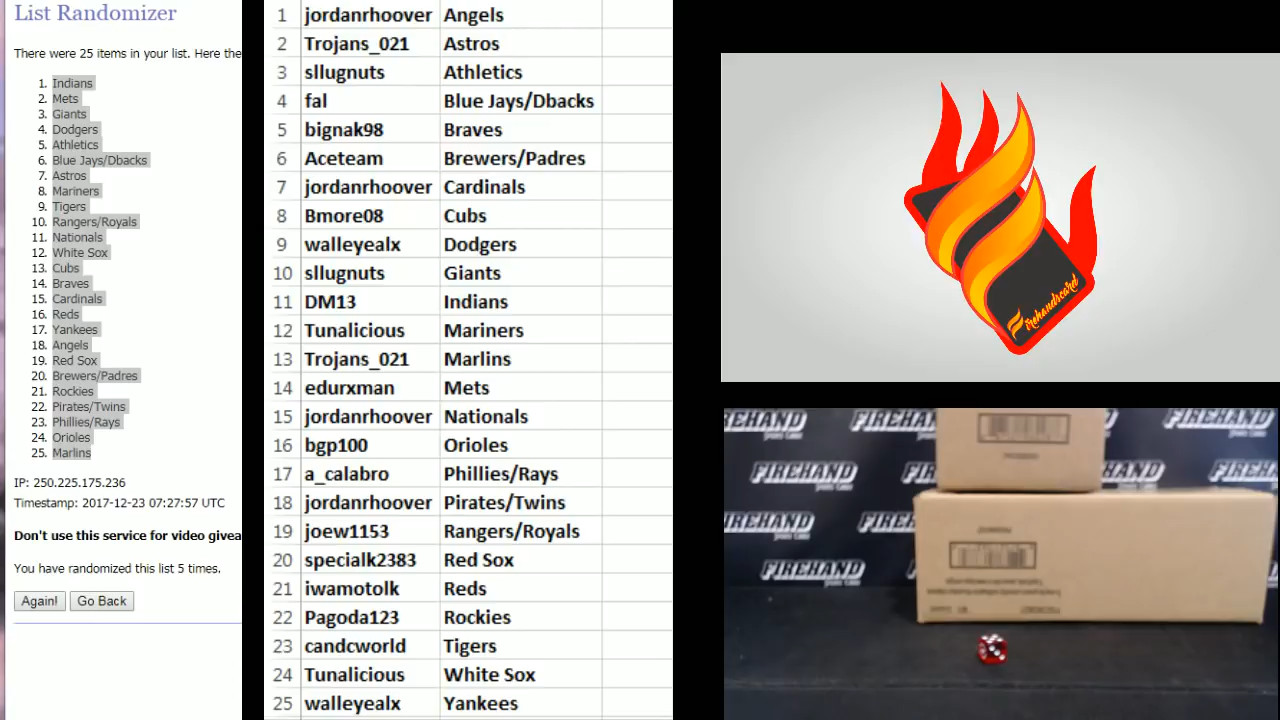 List Randomizer
There were 25 items in your list. Here the
1. Indians
2. Mets
3. Giants
4. Dodgers
5. Athletics
6. Blue Jays/Dbacks
7. Astros
8. Mariners
9. Tigers
10. Rangers/Royals
11. Nationals
12. White Sox
13. Cubs
14. Braves
15. Cardinals
16. Reds
17. Yankees
18. Angels
19. Red Sox
20. Brewers/Padres
21. Rockies
22. Pirates/Twins
23. Phillies/Rays
24. Orioles
25. Marlins
IP: 250.225.175.236
Timestamp: 2017-12-23 07:27:57 UTC
Don't use this service for video givea
You have randomized this list 5 times.
Again! Go Back
1 jordanrhoover Angels
2 Trojans_021 Astros
3 sllugnuts Athletics
4 fal Blue Jays/Dbacks
5 bignak98 Braves
6 Aceteam Brewers/Padres
7 jordanrhoover Cardinals
8 Bmore08 Cubs
9 walleyealx Dodgers
10 sllugnuts Giants
11 DM13 Indians
12 Tunalicious Mariners
13 Trojans_021 Marlins
14 edurxman Mets
15 jordanrhoover Nationals
16 bgp100 Orioles
17 a_calabro Phillies/Rays
18 jordanrhoover Pirates/Twins
19 joew1153 Rangers/Royals
20 specialk2383 Red Sox
21 iwamotolk Reds
22 Pagoda123 Rockies
23 candcworld Tigers
24 Tunalicious White Sox
25 walleyealx Yankees
Firehandscard
FIREHAND FIREHAND
FIREHAND
FIREHAND
FIREHAND